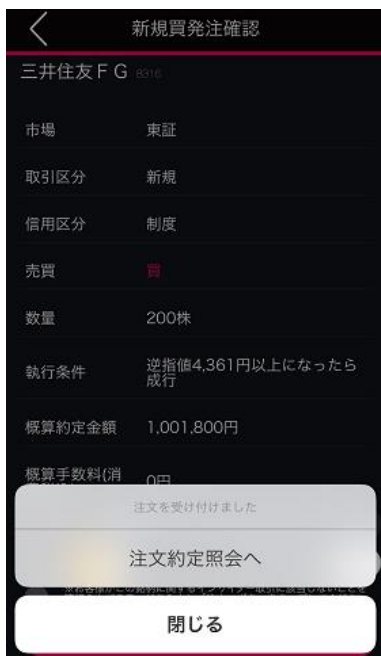 新規買発注確認
三井住友ＦＧ 8316
市場 東証
取引区分 新規
信用区分 制度
売買 買
数量 200株
執行条件 逆指値4,361円以上になったら
成行
概算約定金額 1,001,800円
概算手数料(消
0円
注文を受け付けました
注文約定照会へ
閉じる